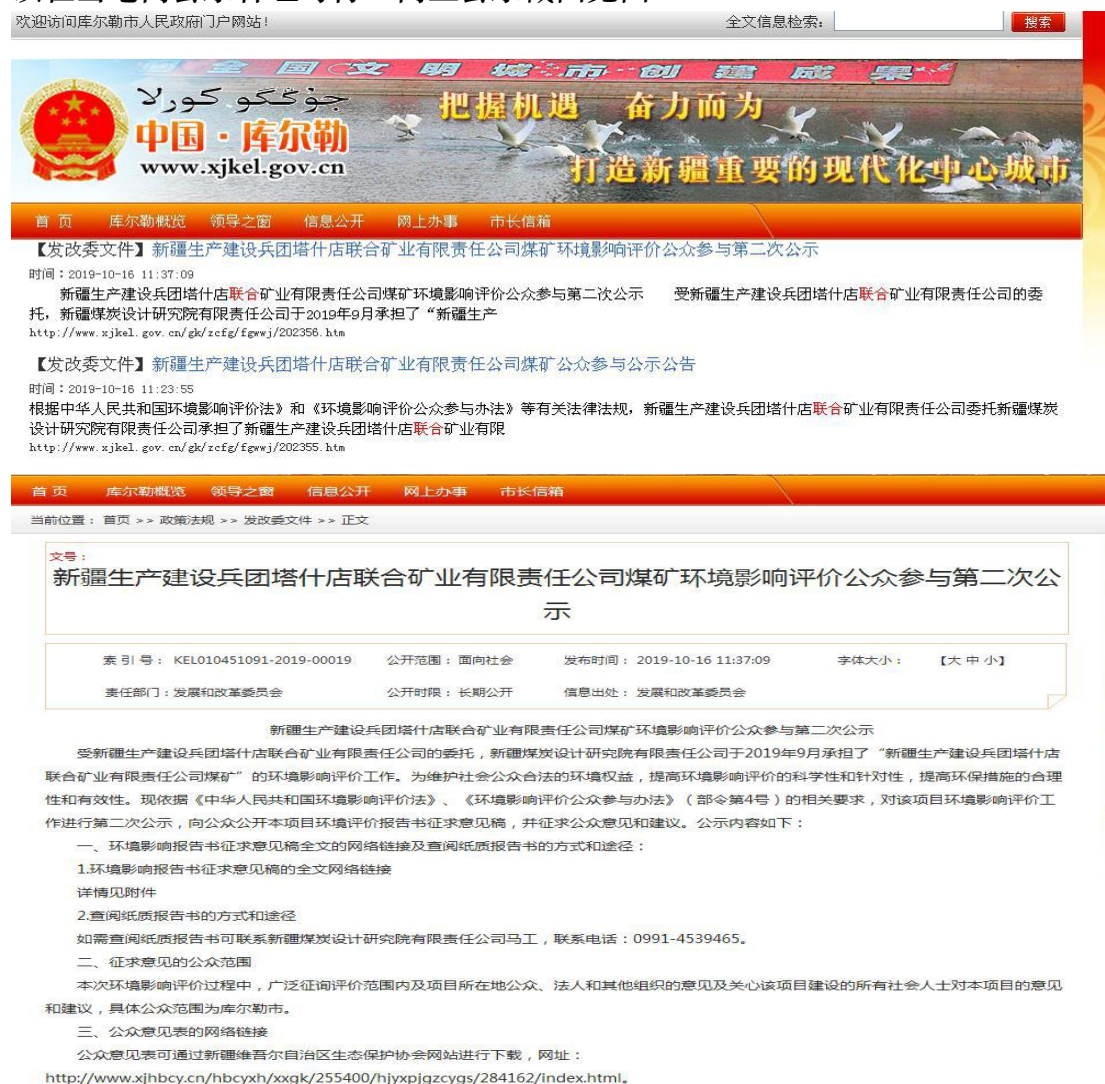 欢迎访问库尔勒市人民政府门户网站！ 全文信息检索： 搜索
全国文明城市创建成果
中国·库尔勒
www.xjkel.gov.cn
把握机遇 奋力而为
打造新疆重要的现代化中心城市
首 页 库尔勒概览 领导之窗 信息公开 网上办事 市长信箱
【发改委文件】新疆生产建设兵团塔什店联合矿业有限责任公司煤矿环境影响评价公众参与第二次公示
时间：2019-10-16 11:37:09
新疆生产建设兵团塔什店联合矿业有限责任公司煤矿环境影响评价公众参与第二次公示 受新疆生产建设兵团塔什店联合矿业有限责任公司的委
托，新疆煤炭设计研究院有限责任公司于2019年9月承担了“新疆生产
http://www.xjkel.gov.cn/gk/zcfg/fgwwj/202356.htm
【发改委文件】新疆生产建设兵团塔什店联合矿业有限责任公司煤矿公众参与公示公告
时间：2019-10-16 11:23:55
根据中华人民共和国环境影响评价法》和《环境影响评价公众参与办法》等有关法律法规，新疆生产建设兵团塔什店联合矿业有限责任公司委托新疆煤炭
设计研究院有限责任公司承担了新疆生产建设兵团塔什店联合矿业有限
http://www.xjkel.gov.cn/gk/zcfg/fgwwj/202355.htm
首 页 库尔勒概览 领导之窗 信息公开 网上办事 市长信箱
当前位置： 首页 >> 政策法规 >> 发改委文件 >> 正文
文号：
新疆生产建设兵团塔什店联合矿业有限责任公司煤矿环境影响评价公众参与第二次公
示
索 引 号： KEL010451091-2019-00019 公开范围： 面向社会 发布时间： 2019-10-16 11:37:09 字体大小： 【大 中 小】
责任部门：发展和改革委员会 公开时限： 长期公开 信息出处： 发展和改革委员会
新疆生产建设兵团塔什店联合矿业有限责任公司煤矿环境影响评价公众参与第二次公示
受新疆生产建设兵团塔什店联合矿业有限责任公司的委托，新疆煤炭设计研究院有限责任公司于2019年9月承担了“新疆生产建设兵团塔什店
联合矿业有限责任公司煤矿”的环境影响评价工作。为维护社会公众合法的环境权益，提高环境影响评价的科学性和针对性，提高环保措施的合理
性和有效性。现依据《中华人民共和国环境影响评价法》、《环境影响评价公众参与办法》（部令第4号）的相关要求，对该项目环境影响评价工
作进行第二次公示，向公众公开本项目环境评价报告书征求意见稿，并征求公众意见和建议。公示内容如下：
一、环境影响报告书征求意见稿全文的网络链接及查阅纸质报告书的方式和途径：
1.环境影响报告书征求意见稿的全文网络链接
详情见附件
2.查阅纸质报告书的方式和途径
如需查阅纸质报告书可联系新疆煤炭设计研究院有限责任公司马工，联系电话：0991-4539465。
二、征求意见的公众范围
本次环境影响评价过程中，广泛征询评价范围内及项目所在地公众、法人和其他组织的意见及关心该项目建设的所有社会人士对本项目的意见
和建议，具体公众范围为库尔勒市。
三、公众意见表的网络链接
公众意见表可通过新疆维吾尔自治区生态保护协会网站进行下载，网址：
http://www.xjhbcy.cn/hbcyxh/xxgk/255400/hjyxpjgzcygs/284162/index.html。